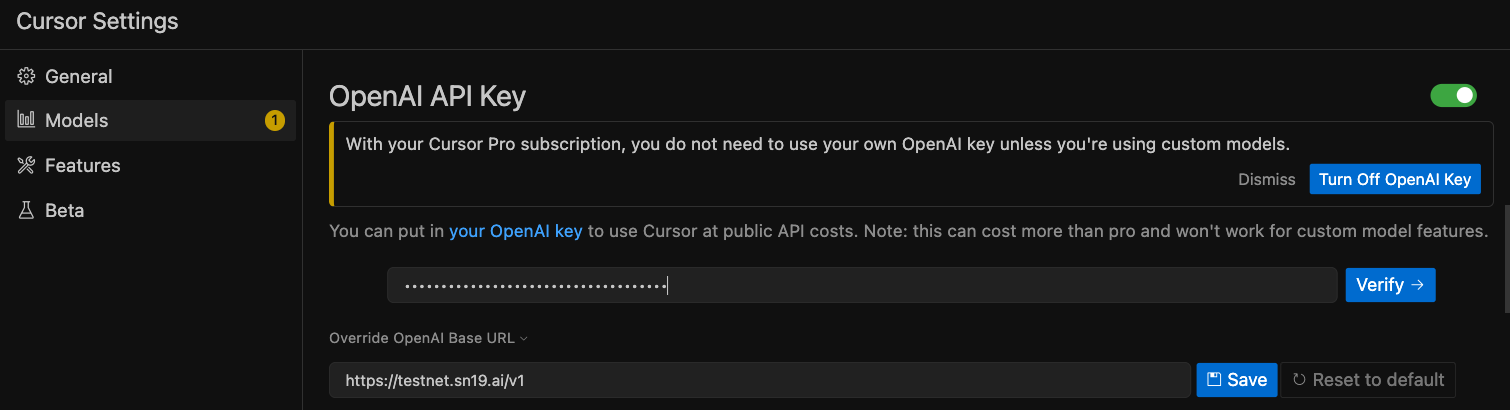 Cursor Settings
General
Models 1
Features
Beta
OpenAI API Key
With your Cursor Pro subscription, you do not need to use your own OpenAI key unless you're using custom models.
Dismiss Turn Off OpenAI Key
You can put in your OpenAI key to use Cursor at public API costs. Note: this can cost more than pro and won't work for custom model features.
•••••••••••••••••••••••••••••••••••• Verify →
Override OpenAI Base URL
https://testnet.sn19.ai/v1 Save Reset to default